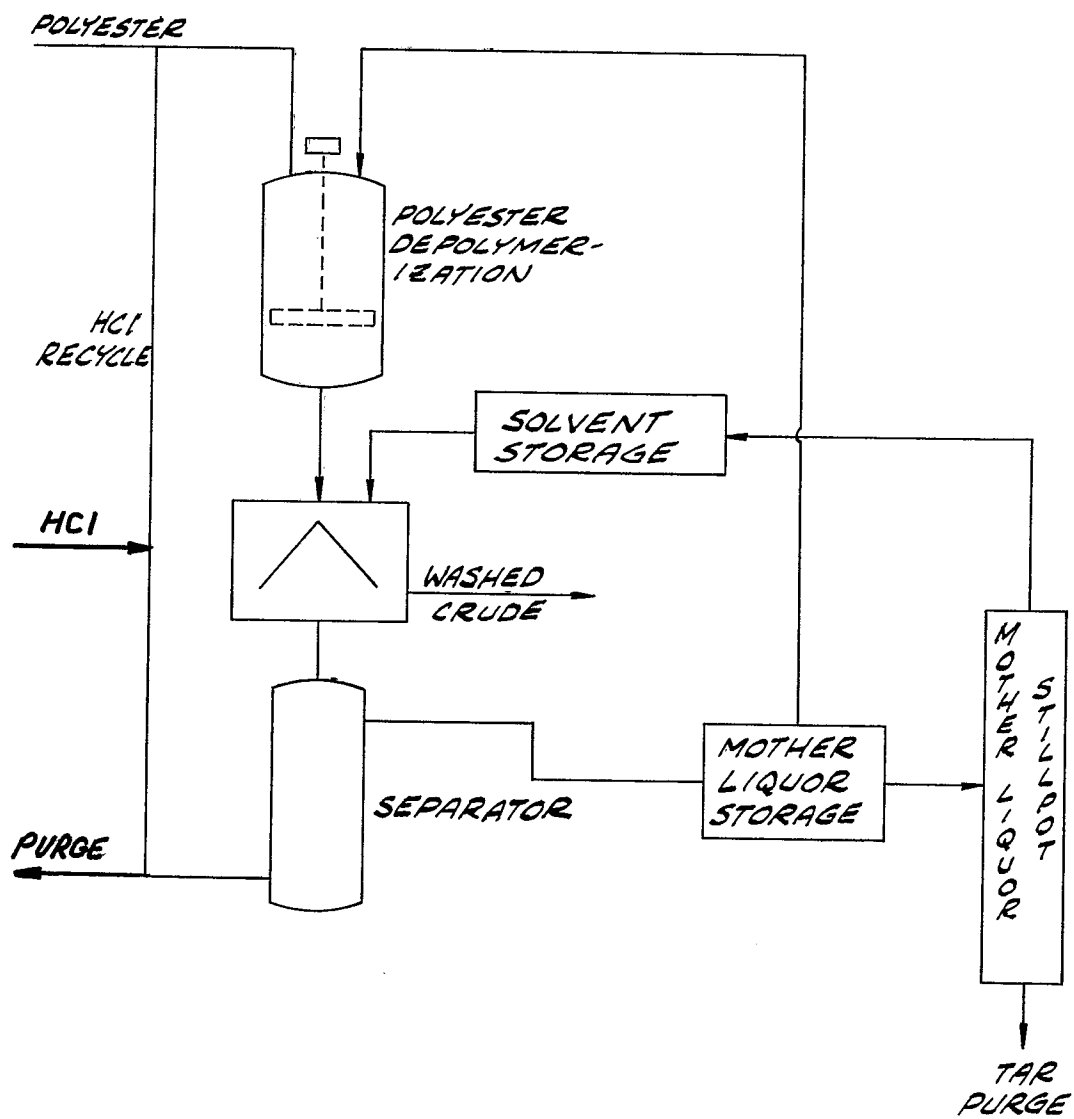 POLYESTER
POLYESTER
DEPOLYMER-
IZATION
HCl
RECYCLE
SOLVENT
STORAGE
HCl
WASHED
CRUDE
MOTHER LIQUOR
STILLPOT
MOTHER
LIQUOR
STORAGE
SEPARATOR
PURGE
TAR
PURGE